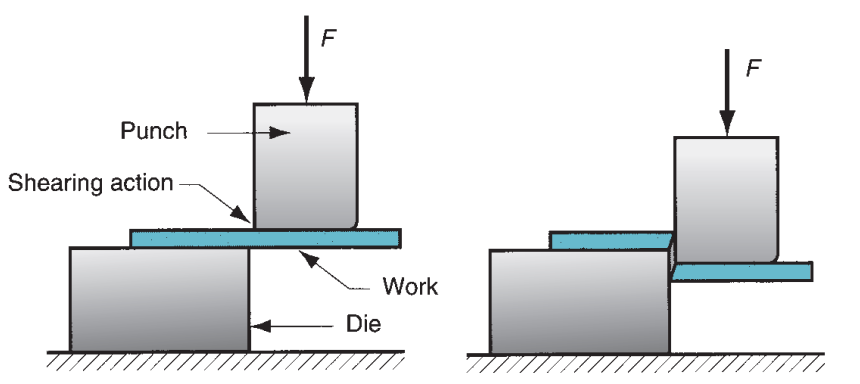 F
F
Punch
Shearing action
Work
Die